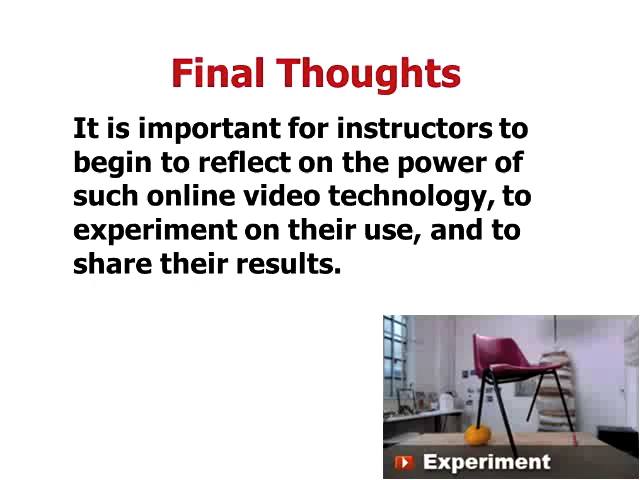 Final Thoughts
It is important for instructors to
begin to reflect on the power of
such online video technology, to
experiment on their use, and to
share their results.
Experiment